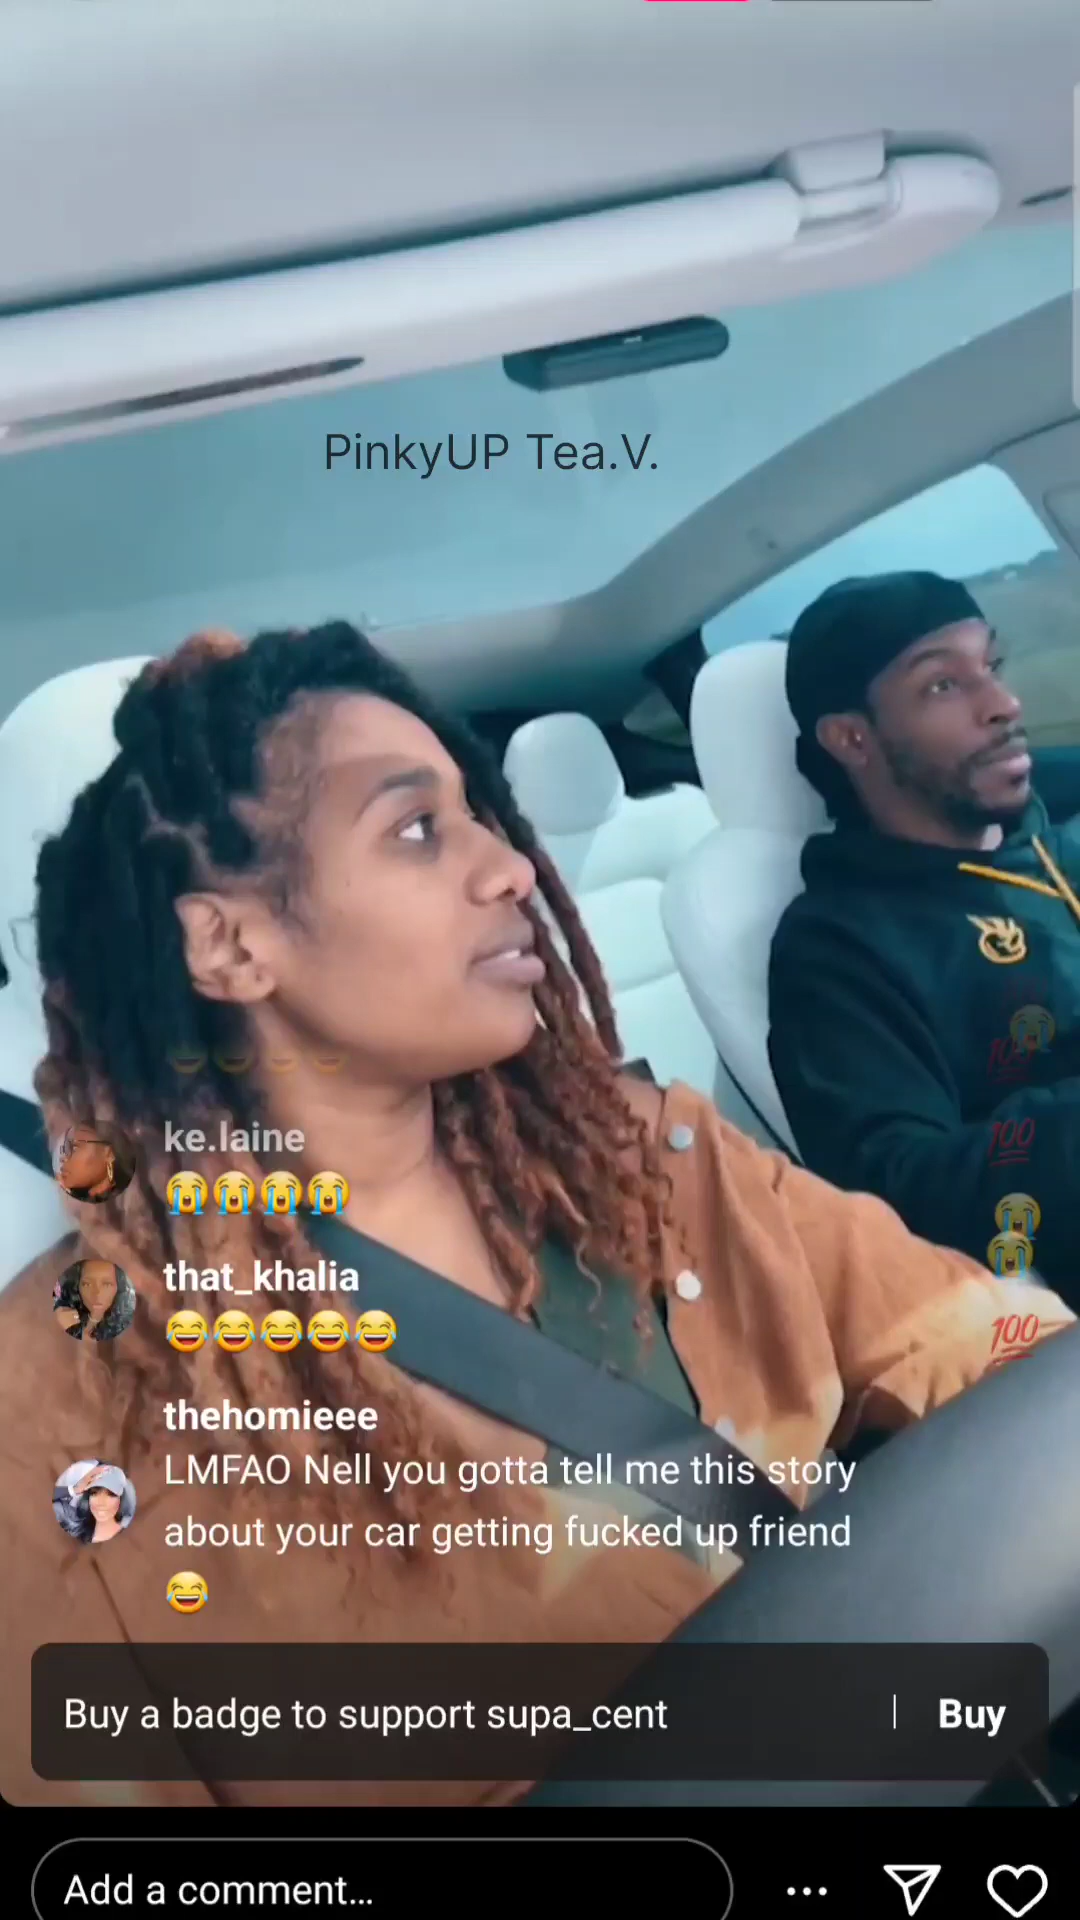 PinkyUP Tea.V.
ke.laine
😭😭😭😭
that_khalia
😂😂😂😂😂
thehomieee
LMFAO Nell you gotta tell me this story
about your car getting fucked up friend
😂
Buy a badge to support supa_cent | Buy
Add a comment...